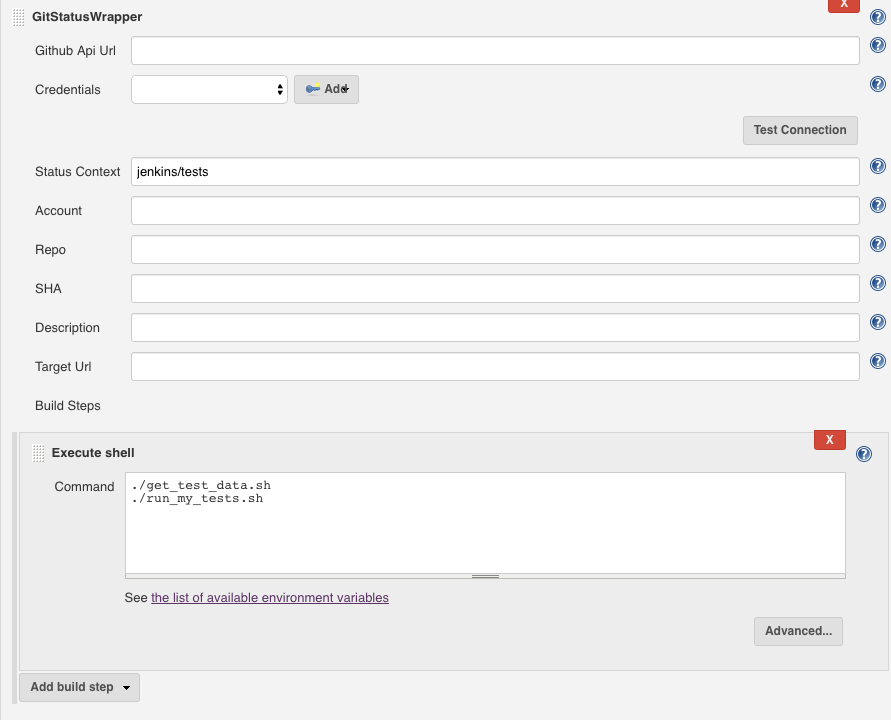 X
GitStatusWrapper
Github Api Url
Credentials
Add
Test Connection
Status Context jenkins/tests
Account
Repo
SHA
Description
Target Url
Build Steps
X
Execute shell
Command ./get_test_data.sh
./run_my_tests.sh
See the list of available environment variables
Advanced...
Add build step